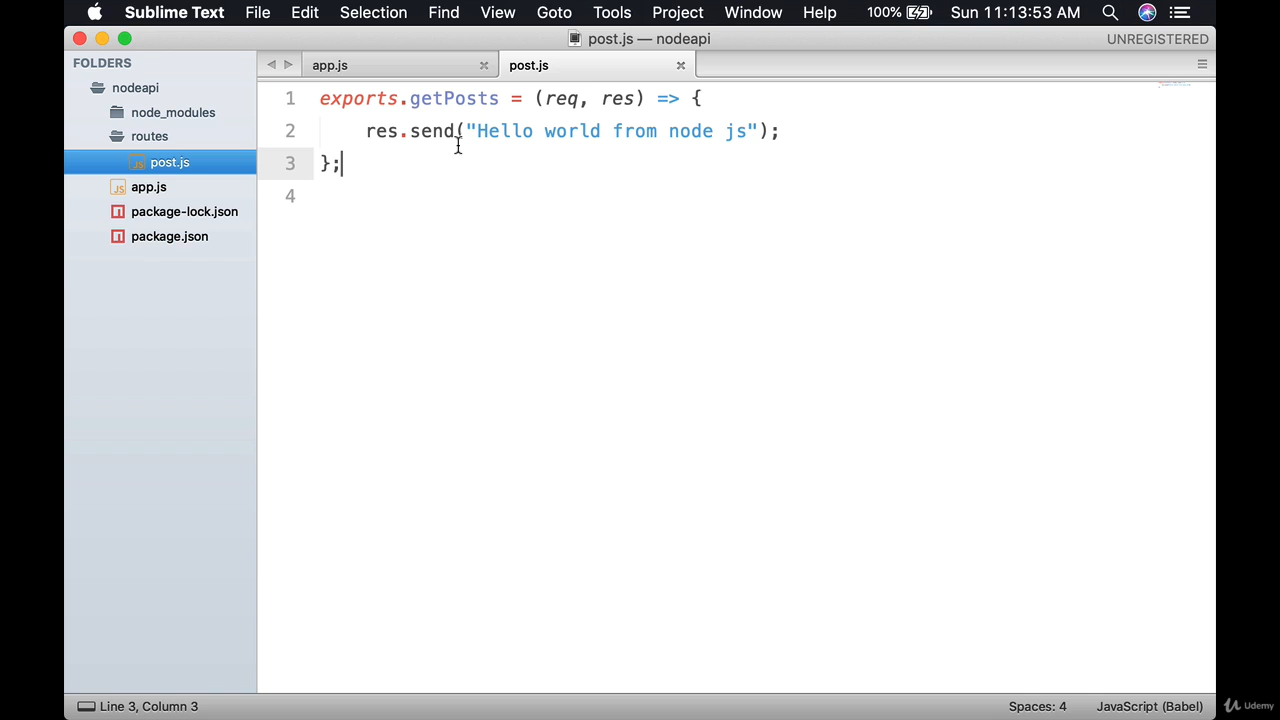 Sublime Text File Edit Selection Find View Goto Tools Project Window Help 100% Sun 11:13:53 AM
post.js — nodeapi UNREGISTERED
FOLDERS
nodeapi
node_modules
routes
post.js
app.js
package-lock.json
package.json
app.js post.js
1 exports.getPosts = (req, res) => {
2 res.send("Hello world from node js");
3 };
4
Line 3, Column 3 Spaces: 4 JavaScript (Babel)
Udemy